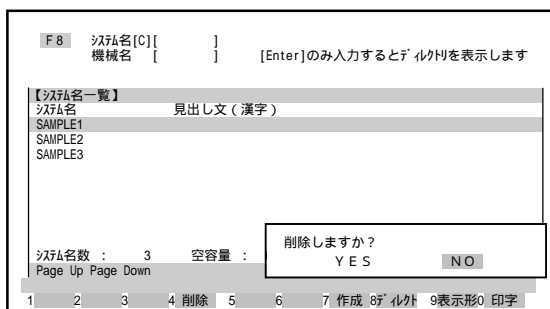 F8 ｼｽﾃﾑ名[C][ ]
機械名 [ ] [Enter]のみ入力するとﾃﾞｨﾚｸﾄﾘを表示します
【ｼｽﾃﾑ名一覧】
ｼｽﾃﾑ名 見出し文(漢字)
SAMPLE1
SAMPLE2
SAMPLE3
削除しますか?
YES NO
ｼｽﾃﾑ名数 : 3 空容量 :
Page Up Page Down
1 2 3 4 削除 5 6 7 作成 8ﾃﾞｨﾚｸﾄ 9表示形0 印字